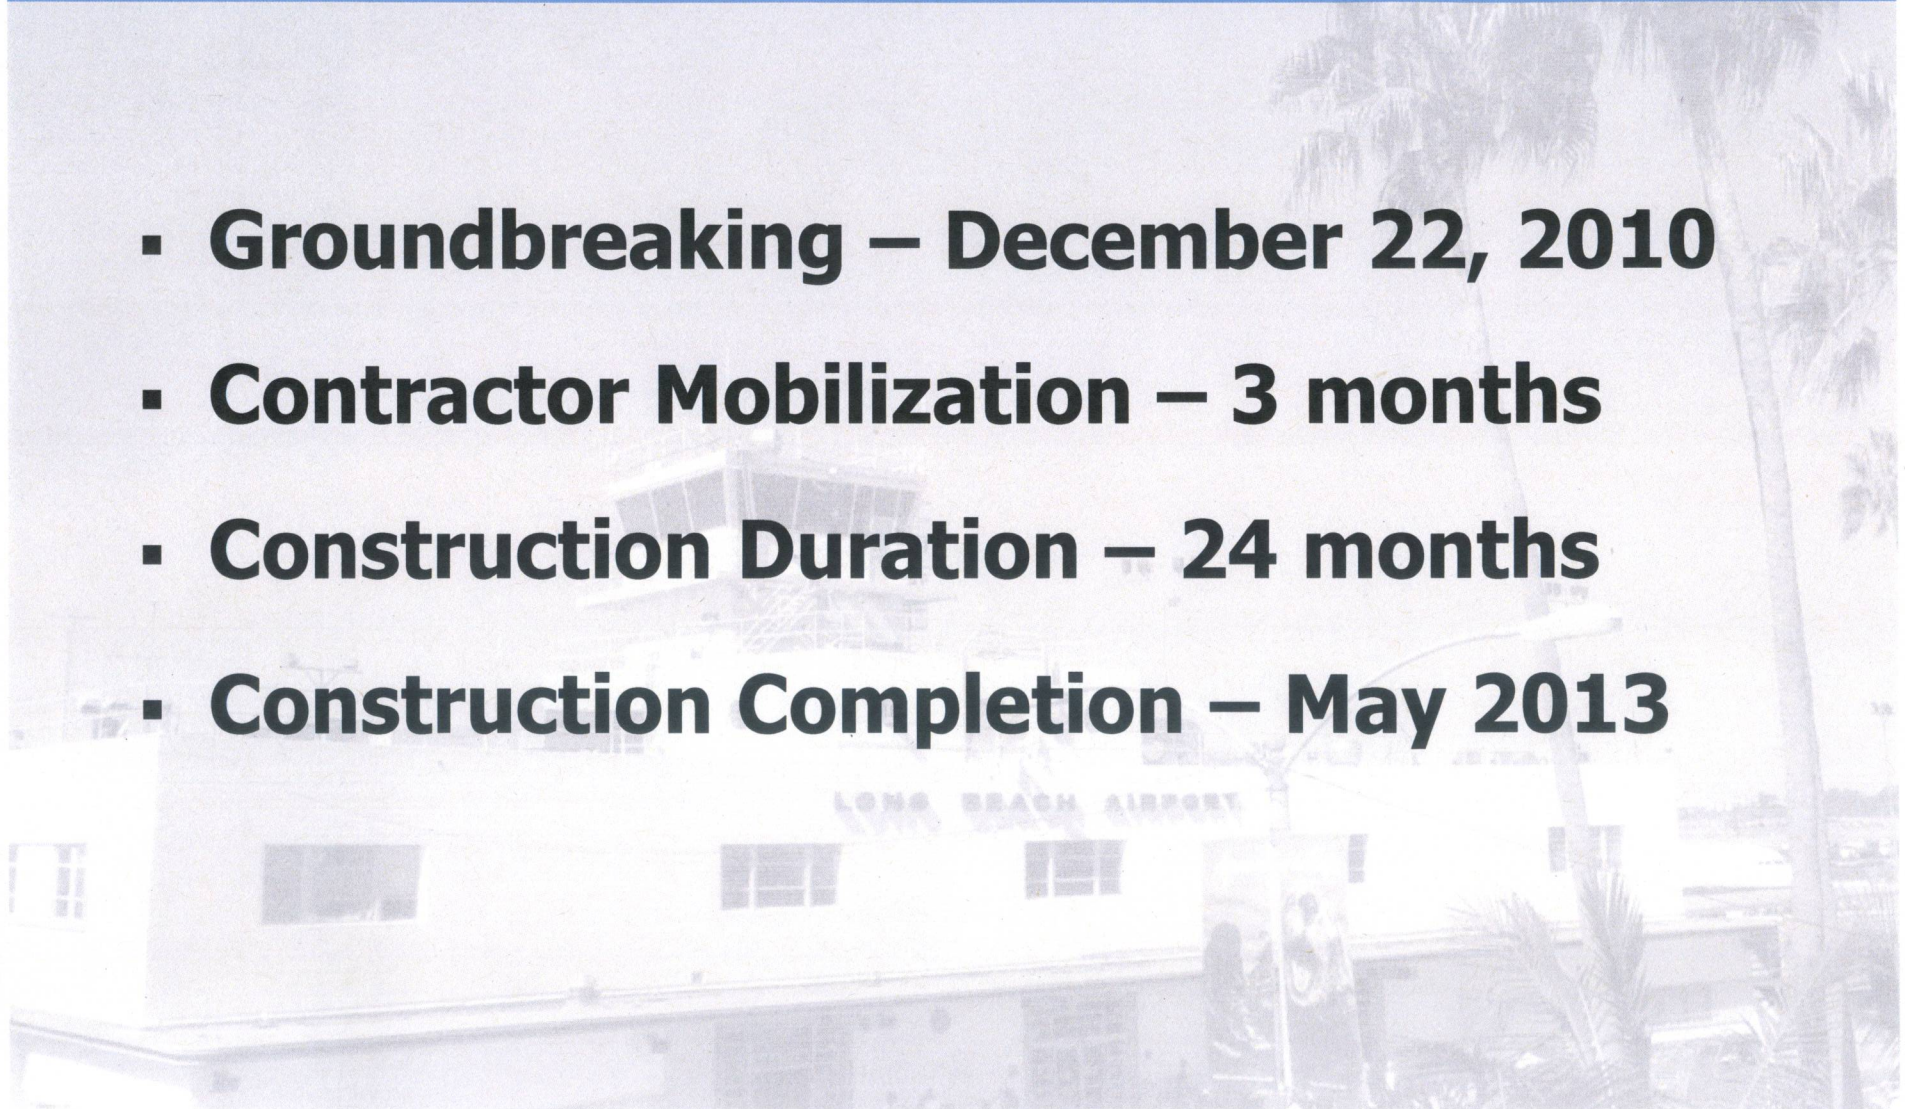 ▪ Groundbreaking – December 22, 2010
▪ Contractor Mobilization – 3 months
▪ Construction Duration – 24 months
▪ Construction Completion – May 2013
LONG BEACH AIRPORT